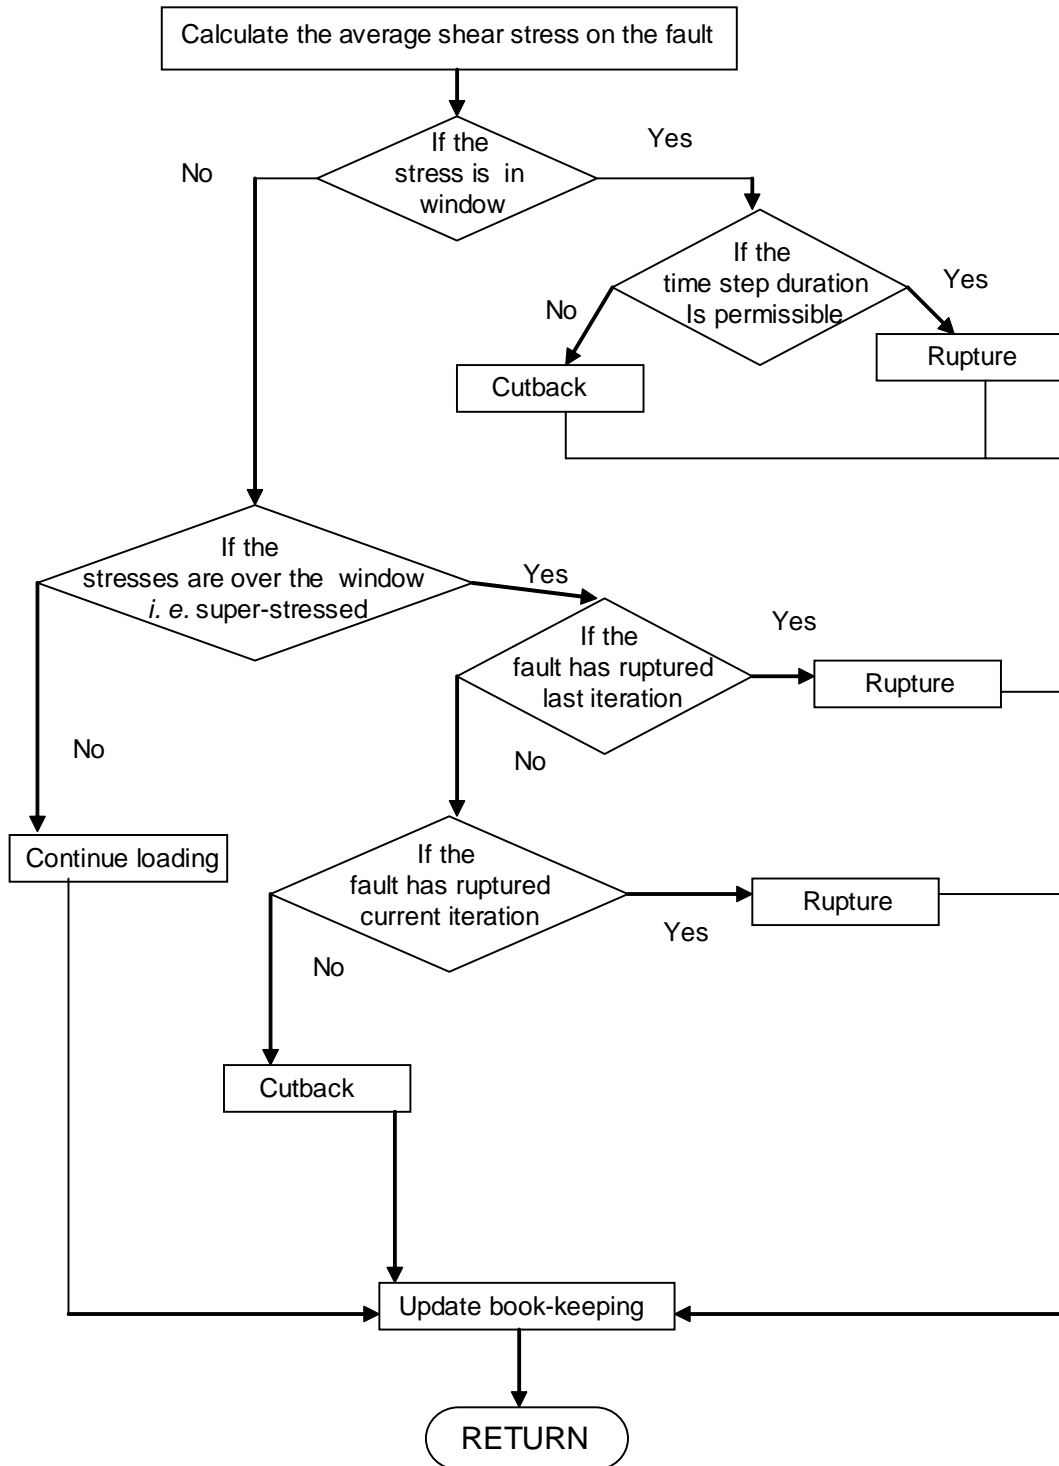 Calculate the average shear stress on the fault
If the
stress is in
window
No
Yes
If the
time step duration
Is permissible
No
Yes
Cutback
Rupture
If the
stresses are over the window
i. e. super-stressed
Yes
No
If the
fault has ruptured
last iteration
Yes
Rupture
No
Continue loading
If the
fault has ruptured
current iteration
Yes
Rupture
No
Cutback
Update book-keeping
RETURN